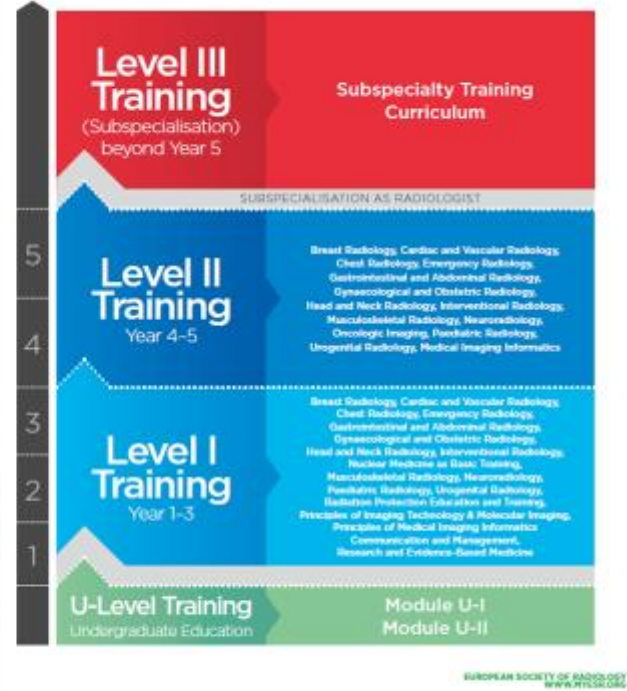 Level III
Training
(Subspecialisation)
beyond Year 5
Subspecialty Training
Curriculum
SUBSPECIALISATION AS RADIOLOGIST
5
4
Level II
Training
Year 4-5
Breast Radiology, Cardiac and Vascular Radiology,
Chest Radiology, Emergency Radiology,
Gastrointestinal and Abdominal Radiology,
Gynaecological and Obstetric Radiology,
Head and Neck Radiology, Interventional Radiology,
Musculoskeletal Radiology, Neuroradiology,
Oncologic Imaging, Paediatric Radiology,
Urogenital Radiology, Medical Imaging Informatics
3
2
1
Level I
Training
Year 1-3
Breast Radiology, Cardiac and Vascular Radiology,
Chest Radiology, Emergency Radiology,
Gastrointestinal and Abdominal Radiology,
Gynaecological and Obstetric Radiology,
Head and Neck Radiology, Interventional Radiology,
Nuclear Medicine as Basic Training,
Musculoskeletal Radiology, Neuroradiology,
Paediatric Radiology, Urogenital Radiology,
Radiation Protection Education and Training,
Principles of Imaging Technology & Molecular Imaging,
Principles of Medical Imaging Informatics
Communication and Management,
Research and Evidence-Based Medicine
U-Level Training
Undergraduate Education
Module U-I
Module U-II
EUROPEAN SOCIETY OF RADIOLOGY
WWW.MYESR.ORG